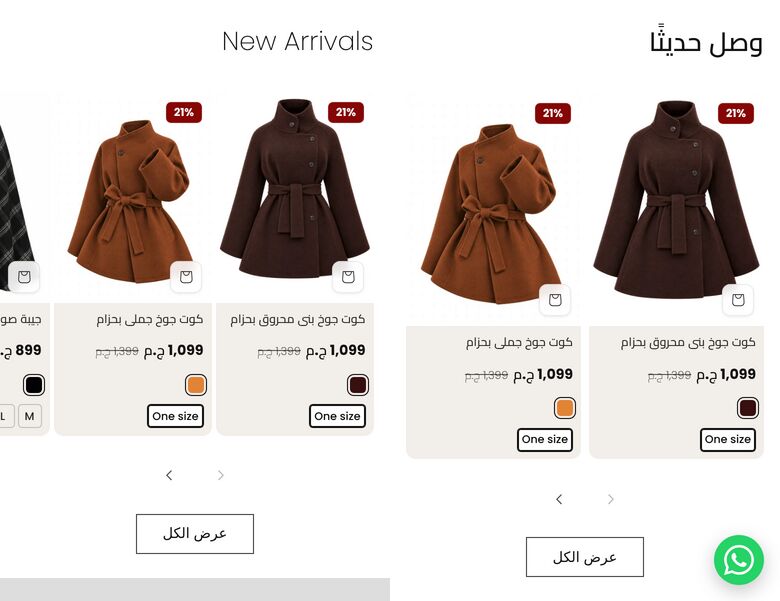 New Arrivals
21%
21%
كوت جوخ بنى محروق بحزام
1,099 ج.م 1,399 ج.م
One size
كوت جوخ جملى بحزام
1,099 ج.م 1,399 ج.م
One size
جيبة صو
899 ج.
M
L
عرض الكل
وصل حديثًا
21%
21%
كوت جوخ بنى محروق بحزام
1,099 ج.م 1,399 ج.م
One size
كوت جوخ جملى بحزام
1,099 ج.م 1,399 ج.م
One size
عرض الكل